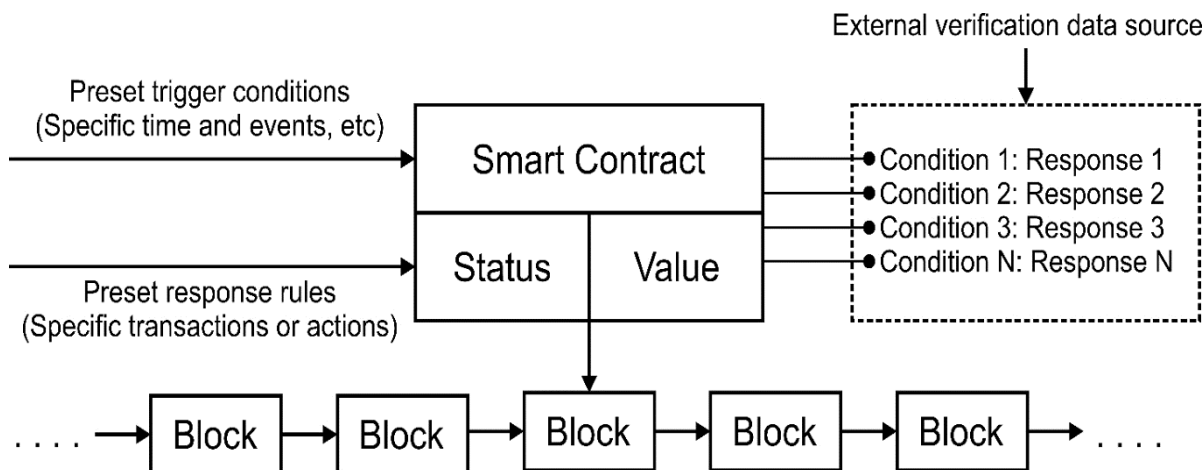 External verification data source
Preset trigger conditions
(Specific time and events, etc)
Smart Contract
Condition 1: Response 1
Condition 2: Response 2
Condition 3: Response 3
Condition N: Response N
Status
Value
Preset response rules
(Specific transactions or actions)
. . . .
Block
Block
Block
Block
Block
. . . .